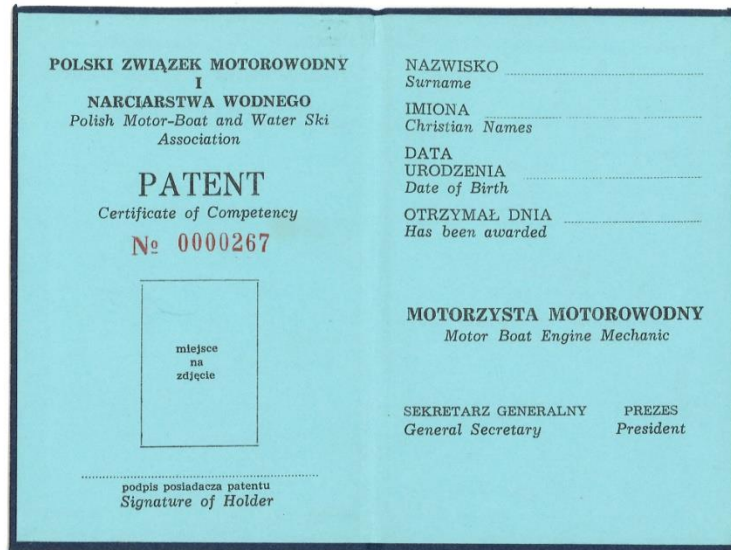 POLSKI ZWIĄZEK MOTOROWODNY
I
NARCIARSTWA WODNEGO
Polish Motor-Boat and Water Ski
Association
PATENT
Certificate of Competency
№ 0000267
miejsce
na
zdjęcie
podpis posiadacza patentu
Signature of Holder
NAZWISKO
Surname
IMIONA
Christian Names
DATA
URODZENIA
Date of Birth
OTRZYMAŁ DNIA
Has been awarded
MOTORZYSTA MOTOROWODNY
Motor Boat Engine Mechanic
SEKRETARZ GENERALNY PREZES
General Secretary President